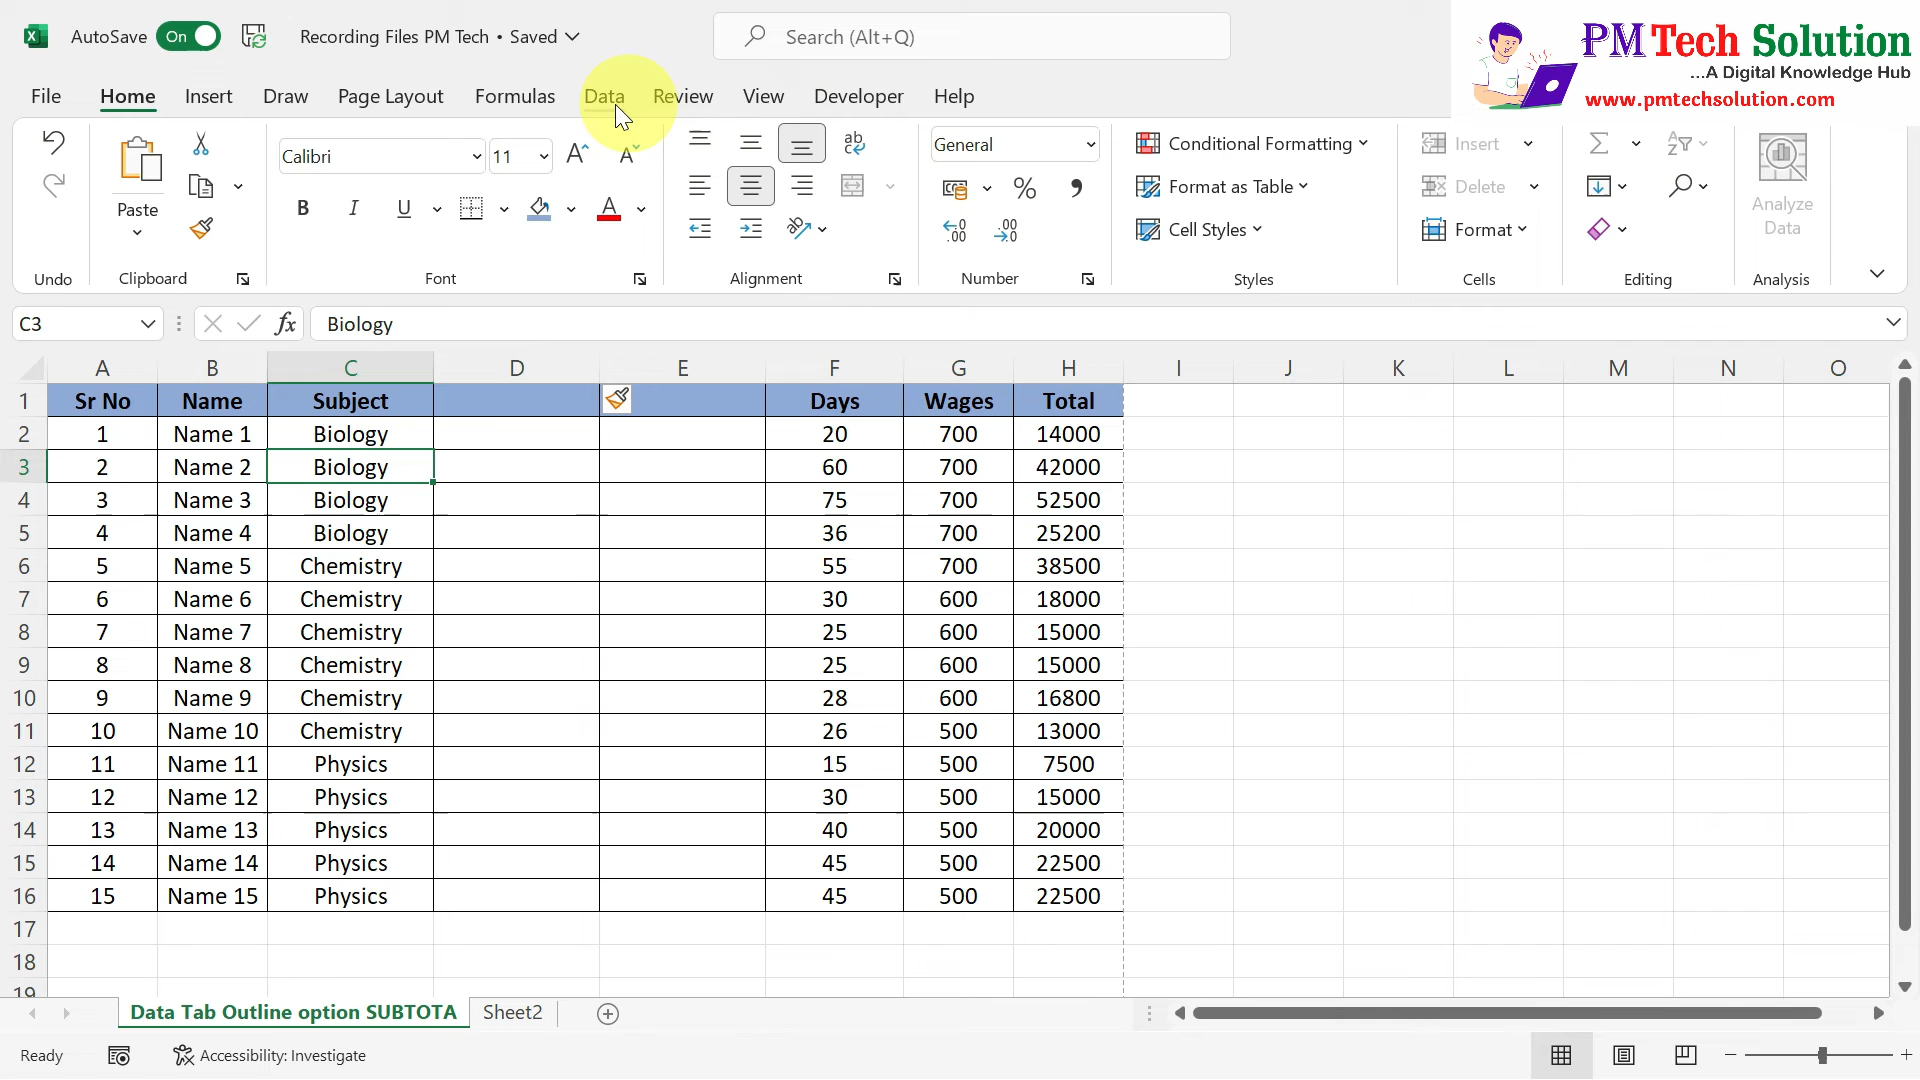 AutoSave On Recording Files PM Tech • Saved Search (Alt+Q)
PM Tech Solution
...A Digital Knowledge Hub
www.pmtechsolution.com
File Home Insert Draw Page Layout Formulas Data Review View Developer Help
Paste
Calibri 11
B I U A
ab
General
% 9
.00 .00
Conditional Formatting
Format as Table
Cell Styles
Insert
Delete
Format
Analyze
Data
Undo Clipboard Font Alignment Number Styles Cells Editing Analysis
C3 fx Biology
A B C D E F G H I J K L M N O
1 Sr No Name Subject Days Wages Total
2 1 Name 1 Biology 20 700 14000
3 2 Name 2 Biology 60 700 42000
4 3 Name 3 Biology 75 700 52500
5 4 Name 4 Biology 36 700 25200
6 5 Name 5 Chemistry 55 700 38500
7 6 Name 6 Chemistry 30 600 18000
8 7 Name 7 Chemistry 25 600 15000
9 8 Name 8 Chemistry 25 600 15000
10 9 Name 9 Chemistry 28 600 16800
11 10 Name 10 Chemistry 26 500 13000
12 11 Name 11 Physics 15 500 7500
13 12 Name 12 Physics 30 500 15000
14 13 Name 13 Physics 40 500 20000
15 14 Name 14 Physics 45 500 22500
16 15 Name 15 Physics 45 500 22500
17
18
19
Data Tab Outline option SUBTOTA Sheet2
Ready Accessibility: Investigate